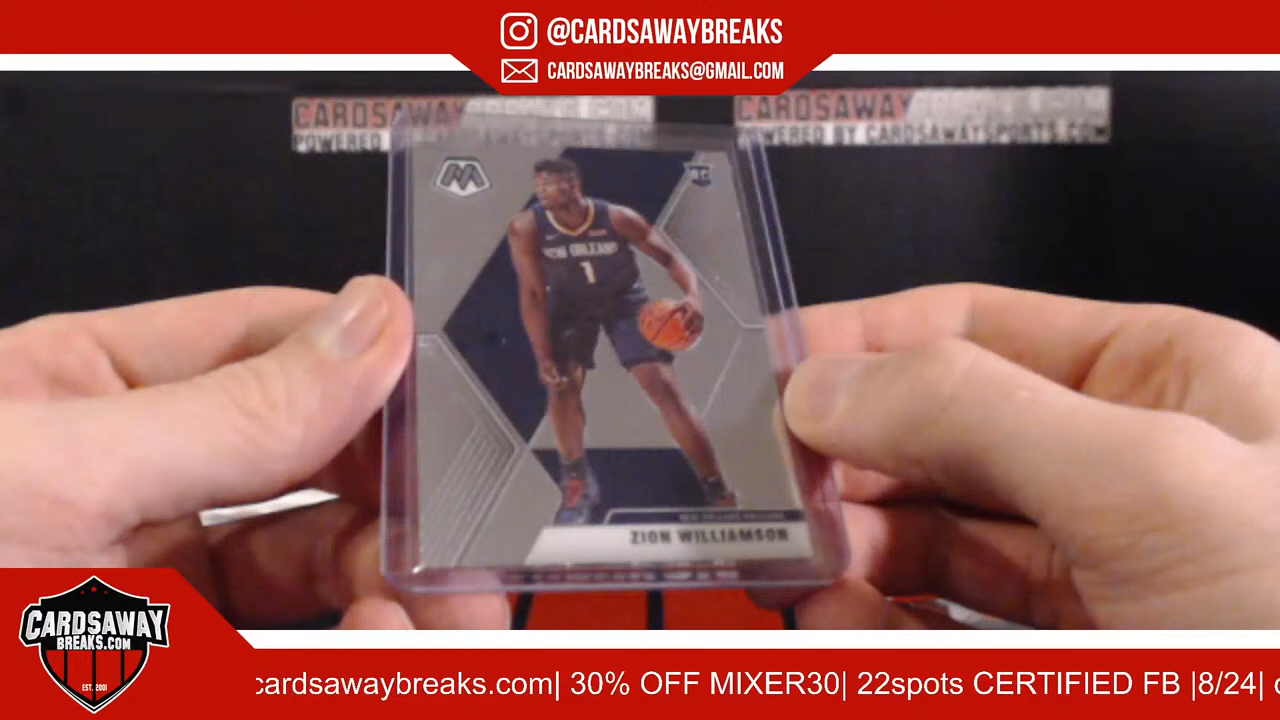 @CARDSAWAYBREAKS
CARDSAWAYBREAKS@GMAIL.COM
CARDSAWAY
CARDSAWAY
POWERED
POWERED BY CARDSAWAYSPORTS.COM
M
RC
NEW ORLEANS
1
ZION WILLIAMSON
CARDSAWAY
BREAKS.COM
EST. 2001
cardsawaybreaks.com| 30% OFF MIXER30| 22spots CERTIFIED FB |8/24|